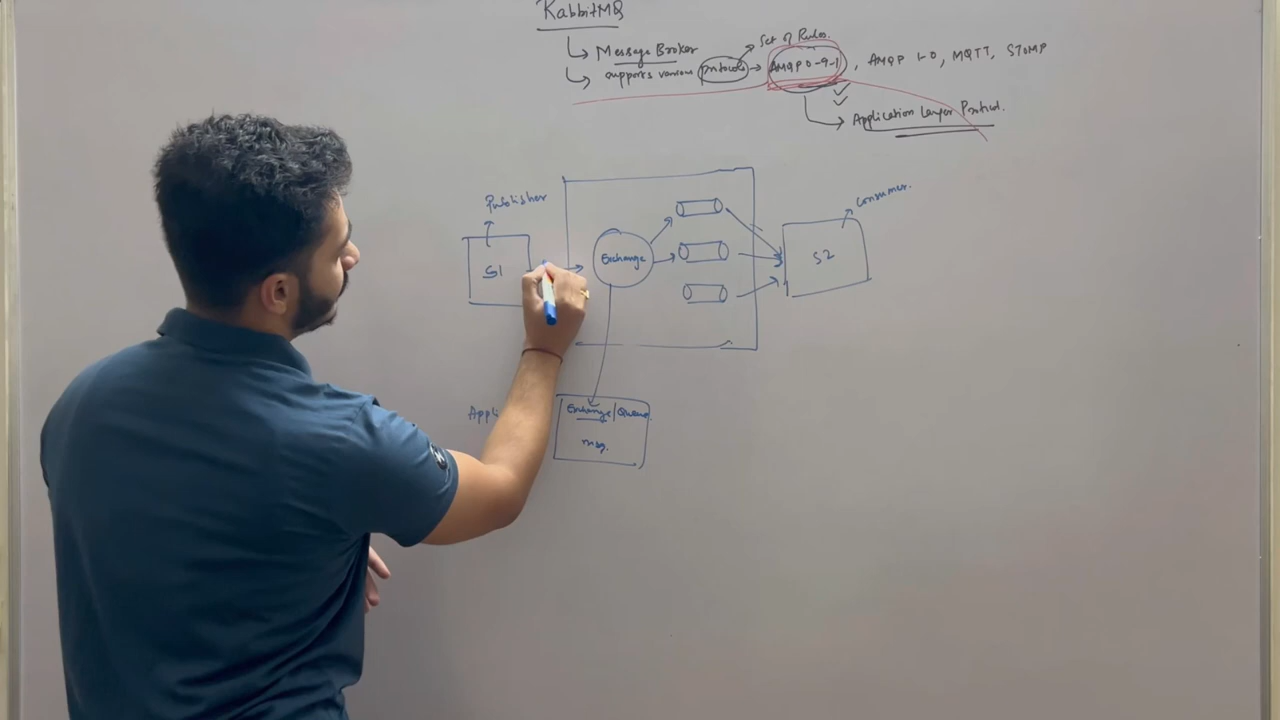 RabbitMQ
Set of Rules.
Message Broker
supports various protocols → AMQP 0-9-1, AMQP 1-0, MQTT, STOMP
Application Layer Protocol.
Publisher
consumer.
S1
Exchange
S2
Appli
Exchange/Queue
msg.